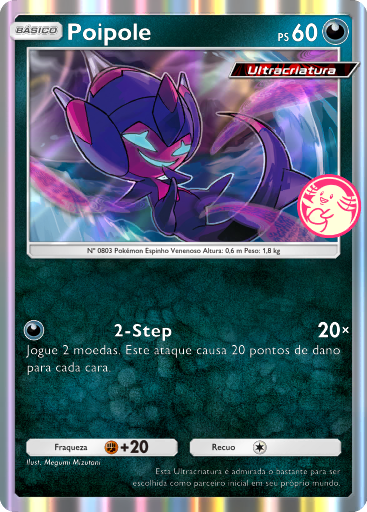 BÁSICO Poipole PS 60
Ultracriatura
N° 0803 Pokémon Espinho Venenoso Altura: 0,6 m Peso: 1,8 kg
2-Step 20×
Jogue 2 moedas. Este ataque causa 20 pontos de dano
para cada cara.
Fraqueza +20 Recuo
Ilust. Megumi Mizutani
Esta Ultracriatura é admirada o bastante para ser
escolhida como parceiro inicial em seu próprio mundo.